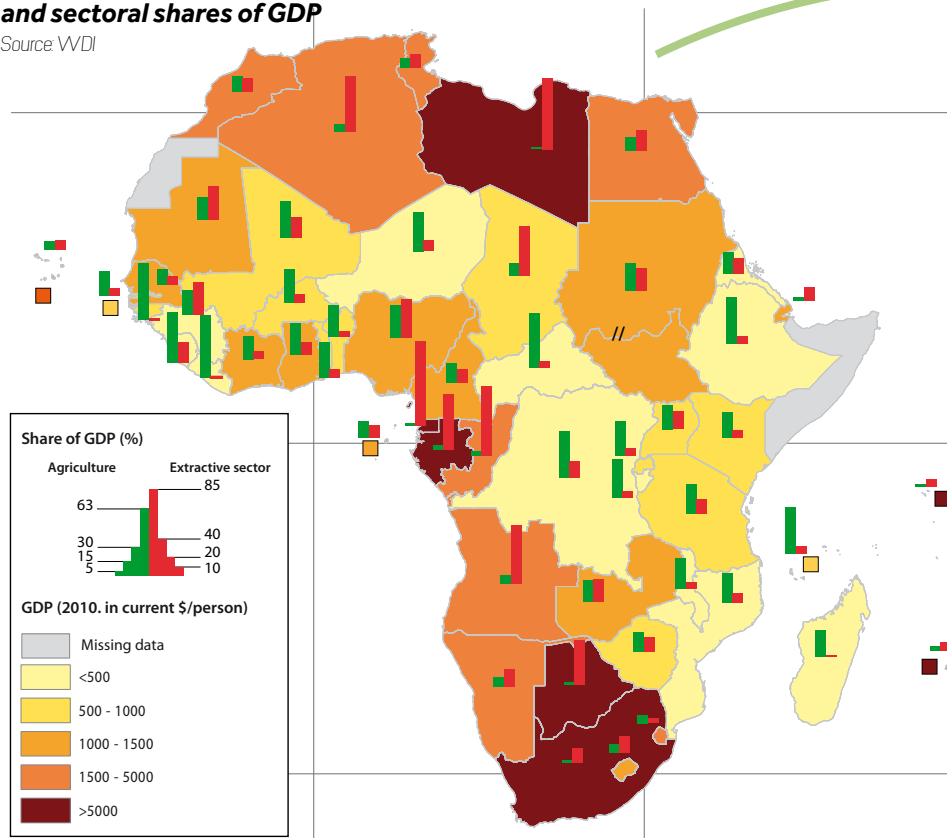 and sectoral shares of GDP
Source: WDI
//
Share of GDP (%)
Agriculture
Extractive sector
85
63
40
30
20
15
10
5
GDP (2010. in current $/person)
Missing data
<500
500 - 1000
1000 - 1500
1500 - 5000
>5000